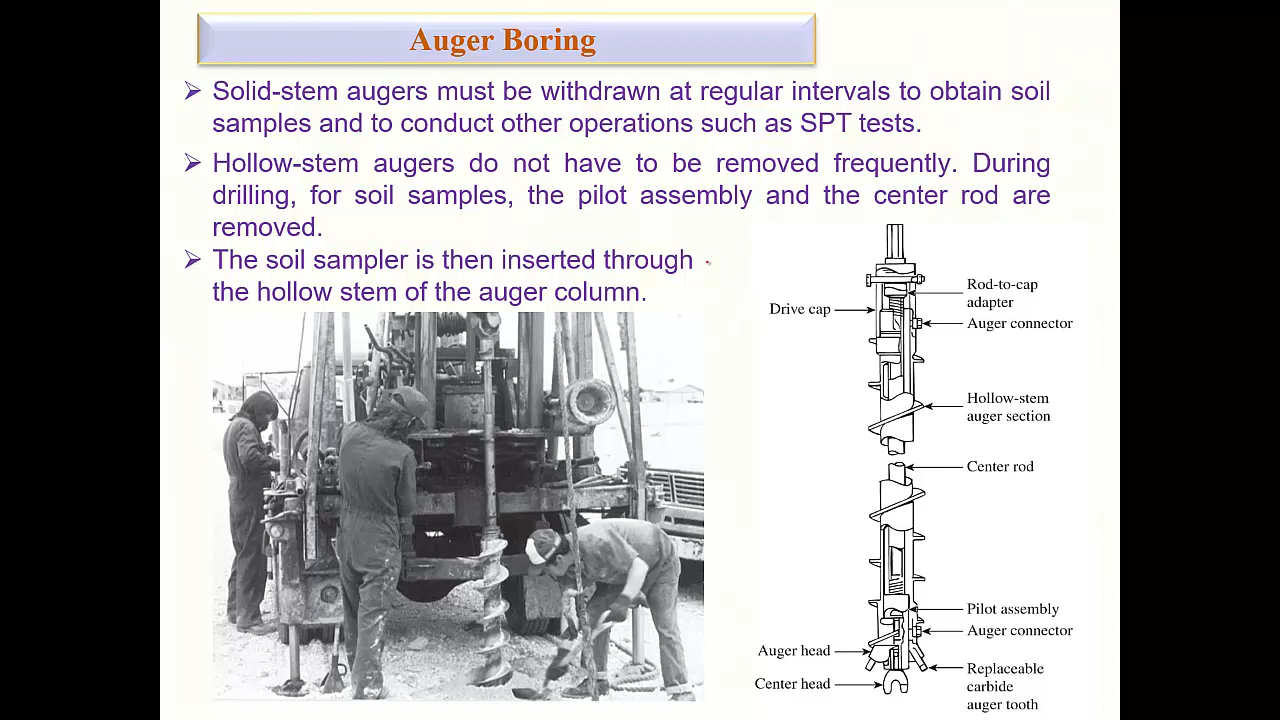 Auger Boring
➢ Solid-stem augers must be withdrawn at regular intervals to obtain soil
samples and to conduct other operations such as SPT tests.
➢ Hollow-stem augers do not have to be removed frequently. During
drilling, for soil samples, the pilot assembly and the center rod are
removed.
➢ The soil sampler is then inserted through
the hollow stem of the auger column.
Rod-to-cap
adapter
Drive cap
Auger connector
Hollow-stem
auger section
Center rod
Pilot assembly
Auger connector
Auger head
Replaceable
carbide
auger tooth
Center head